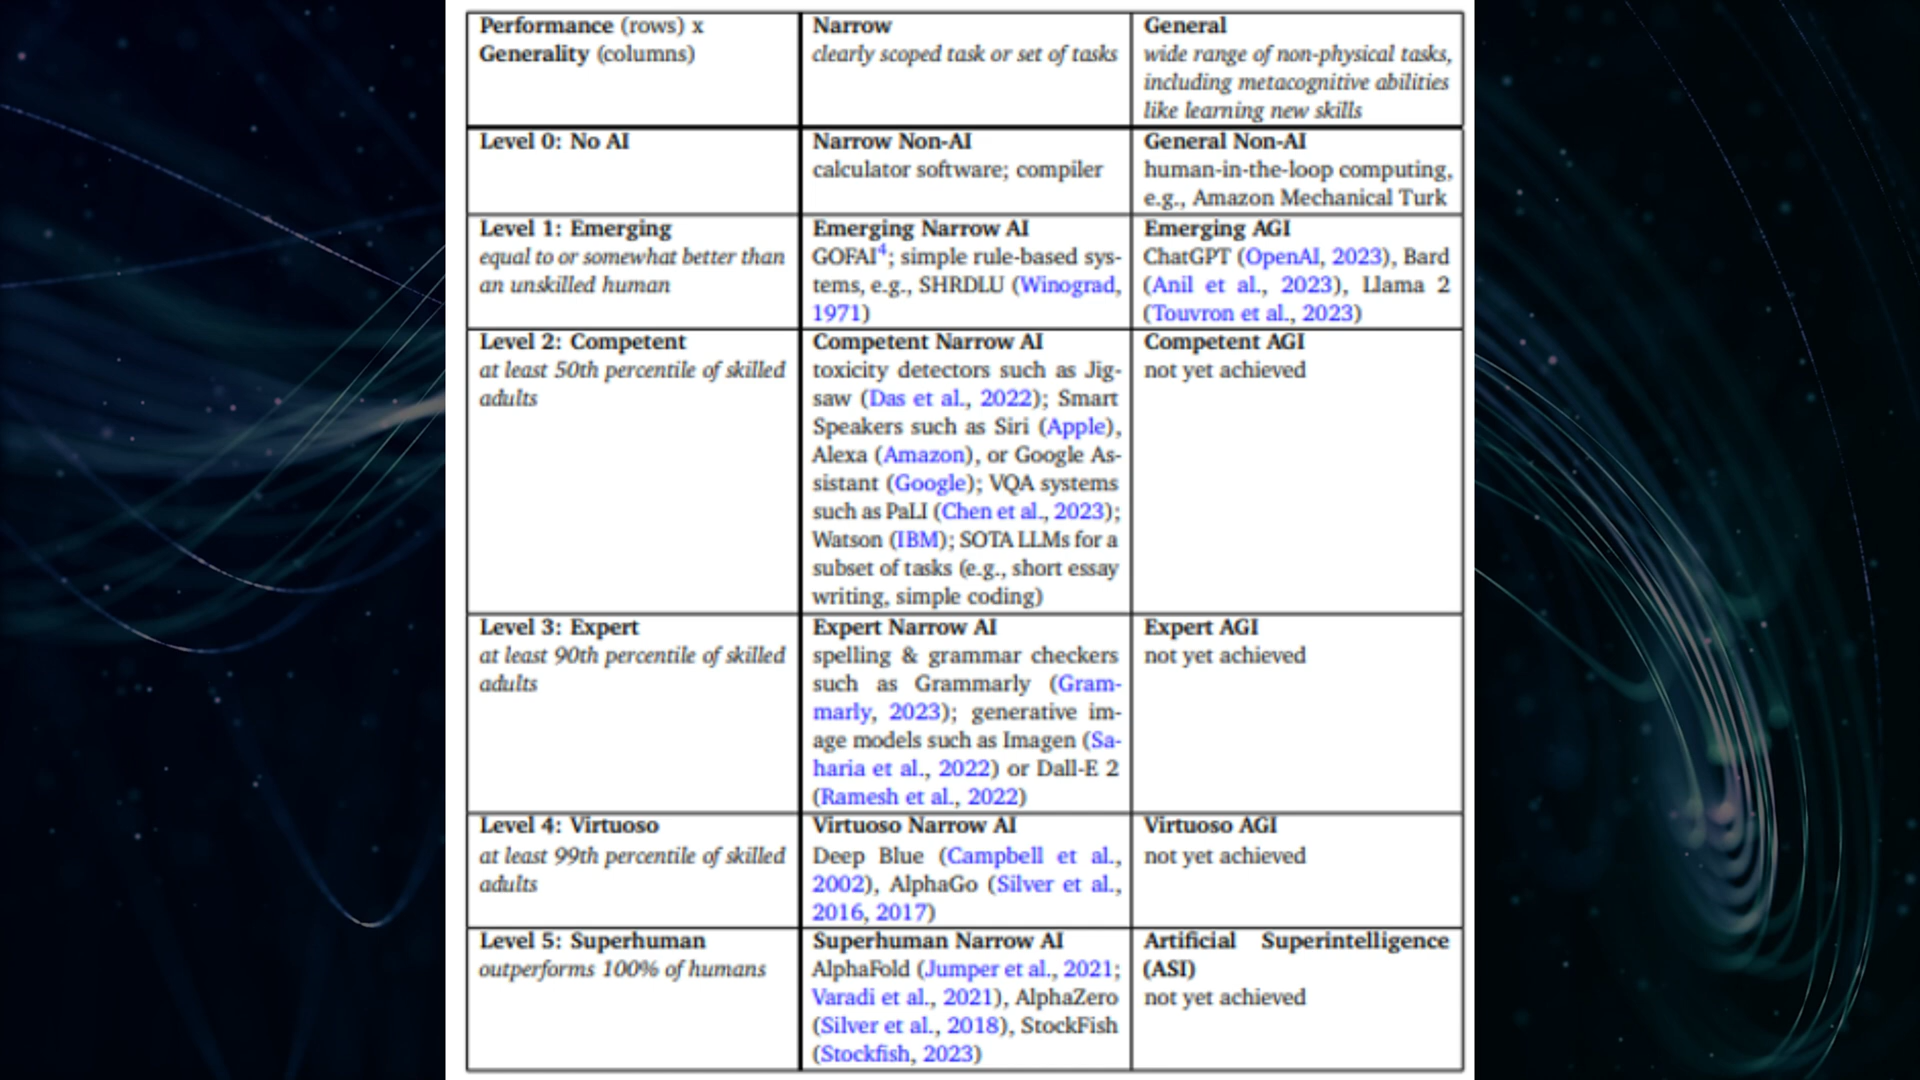 Performance (rows) x
Generality (columns)
Narrow
clearly scoped task or set of tasks
General
wide range of non-physical tasks,
including metacognitive abilities
like learning new skills
Level 0: No AI
Narrow Non-AI
calculator software; compiler
General Non-AI
human-in-the-loop computing,
e.g., Amazon Mechanical Turk
Level 1: Emerging
equal to or somewhat better than
an unskilled human
Emerging Narrow AI
GOFAI4; simple rule-based sys-
tems, e.g., SHRDLU (Winograd,
1971)
Emerging AGI
ChatGPT (OpenAI, 2023), Bard
(Anil et al., 2023), Llama 2
(Touvron et al., 2023)
Level 2: Competent
at least 50th percentile of skilled
adults
Competent Narrow AI
toxicity detectors such as Jig-
saw (Das et al., 2022); Smart
Speakers such as Siri (Apple),
Alexa (Amazon), or Google As-
sistant (Google); VQA systems
such as PaLI (Chen et al., 2023);
Watson (IBM); SOTA LLMs for a
subset of tasks (e.g., short essay
writing, simple coding)
Competent AGI
not yet achieved
Level 3: Expert
at least 90th percentile of skilled
adults
Expert Narrow AI
spelling & grammar checkers
such as Grammarly (Gram-
marly, 2023); generative im-
age models such as Imagen (Sa-
haria et al., 2022) or Dall-E 2
(Ramesh et al., 2022)
Expert AGI
not yet achieved
Level 4: Virtuoso
at least 99th percentile of skilled
adults
Virtuoso Narrow AI
Deep Blue (Campbell et al.,
2002), AlphaGo (Silver et al.,
2016, 2017)
Virtuoso AGI
not yet achieved
Level 5: Superhuman
outperforms 100% of humans
Superhuman Narrow AI
AlphaFold (Jumper et al., 2021;
Varadi et al., 2021), AlphaZero
(Silver et al., 2018), StockFish
(Stockfish, 2023)
Artificial Superintelligence
(ASI)
not yet achieved